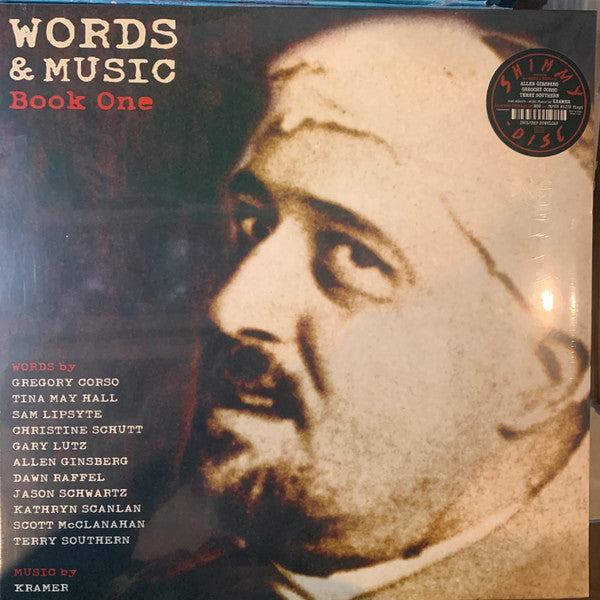 WORDS
& MUSIC
Book One
SHIMMY
ALLEN GINSBERG
GREGORY CORSO
TERRY SOUTHERN
KRAMER
DISC
WORDS by
GREGORY CORSO
TINA MAY HALL
SAM LIPSYTE
CHRISTINE SCHUTT
GARY LUTZ
ALLEN GINSBERG
DAWN RAFFEL
JASON SCHWARTZ
KATHRYN SCANLAN
SCOTT McCLANAHAN
TERRY SOUTHERN
MUSIC by
KRAMER